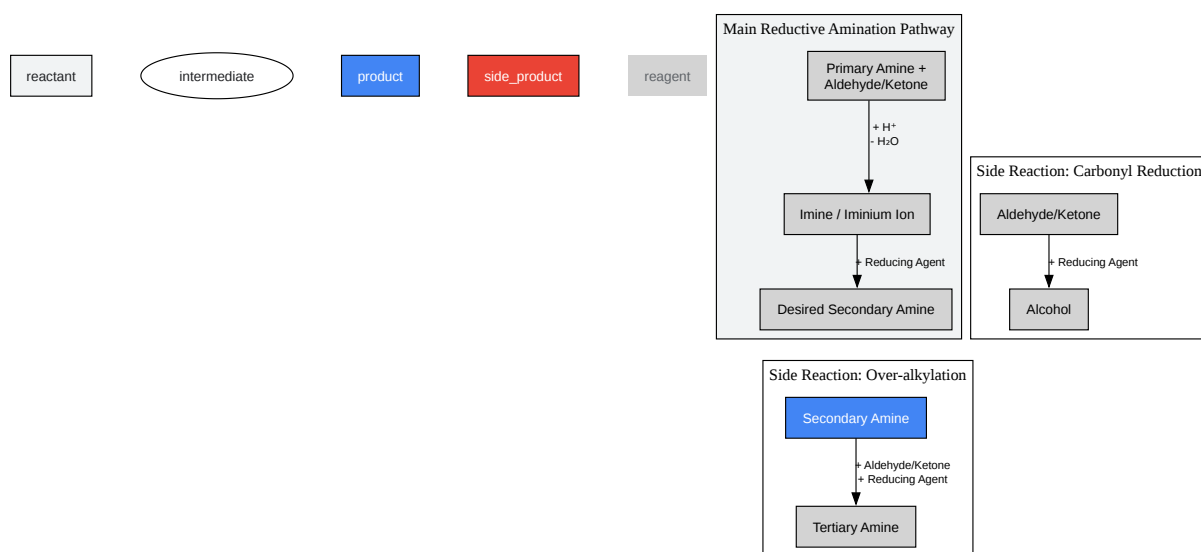 reactant
intermediate
product
side_product
reagent
Main Reductive Amination Pathway
Primary Amine +
Aldehyde/Ketone
+ H⁺
- H₂O
Imine / Iminium Ion
+ Reducing Agent
Desired Secondary Amine
Side Reaction: Carbonyl Reduction
Aldehyde/Ketone
+ Reducing Agent
Alcohol
Side Reaction: Over-alkylation
Secondary Amine
+ Aldehyde/Ketone
+ Reducing Agent
Tertiary Amine